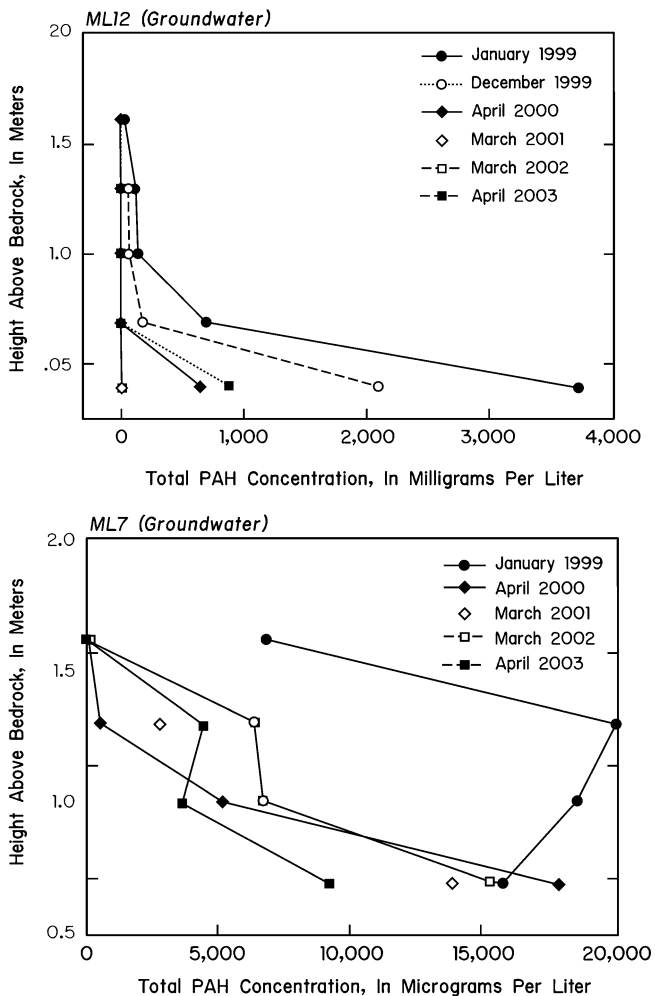 ML12 (Groundwater)
20
1.5
1.0
.05
Height Above Bedrock, In Meters
January 1999
December 1999
April 2000
March 2001
March 2002
April 2003
0 1,000 2,000 3,000 4,000
Total PAH Concentration, In Milligrams Per Liter
ML7 (Groundwater)
2.0
1.5
1.0
0.5
Height Above Bedrock, In Meters
January 1999
April 2000
March 2001
March 2002
April 2003
0 5,000 10,000 15,000 20,000
Total PAH Concentration, In Micrograms Per Liter